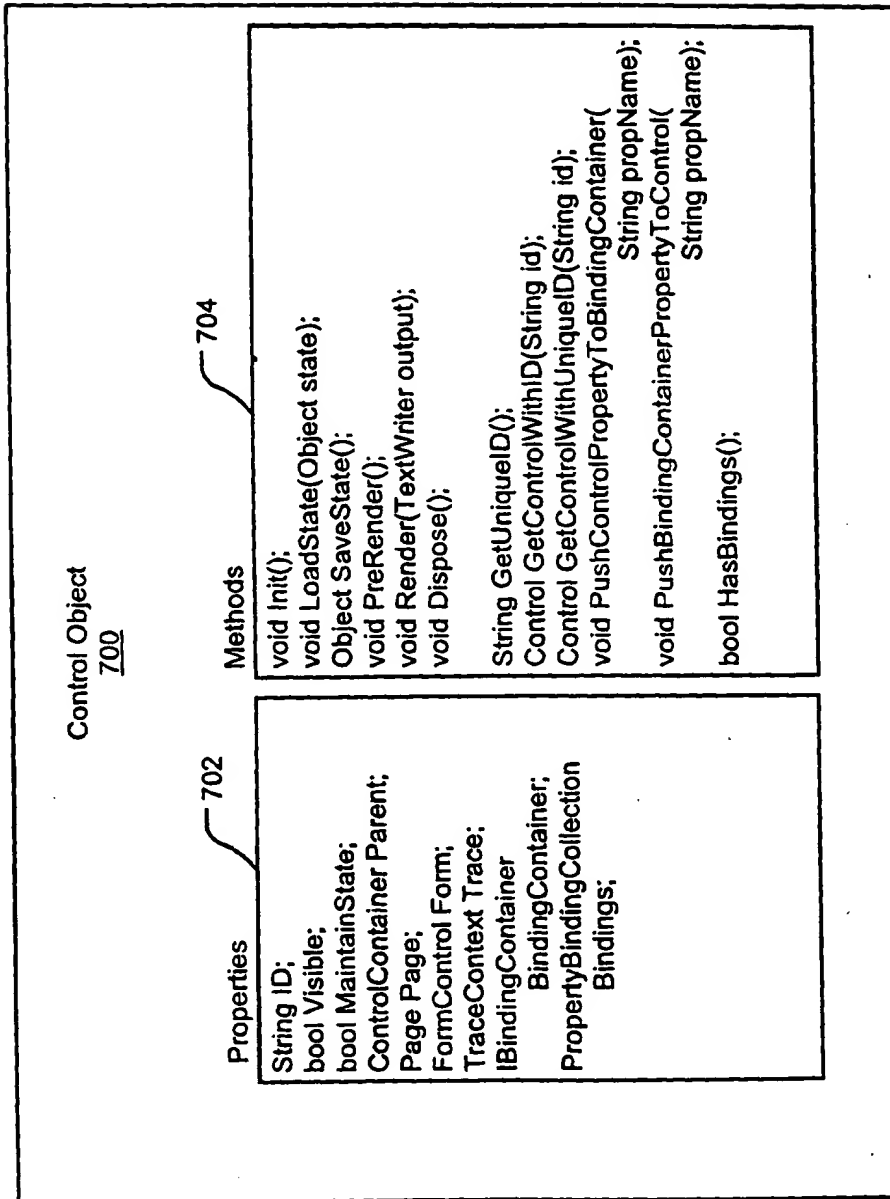 Control Object
700
Properties
702
String ID;
bool Visible;
bool MaintainState;
ControlContainer Parent;
Page Page;
FormControl Form;
TraceContext Trace;
IBindingContainer
BindingContainer;
PropertyBindingCollection
Bindings;
Methods
704
void Init();
void LoadState(Object state);
Object SaveState();
void PreRender();
void Render(TextWriter output);
void Dispose();
String GetUniqueID();
Control GetControlWithID(String id);
Control GetControlWithUniqueID(String id);
void PushControlPropertyToBindingContainer(
String propName);
void PushBindingContainerPropertyToControl(
String propName);
bool HasBindings();